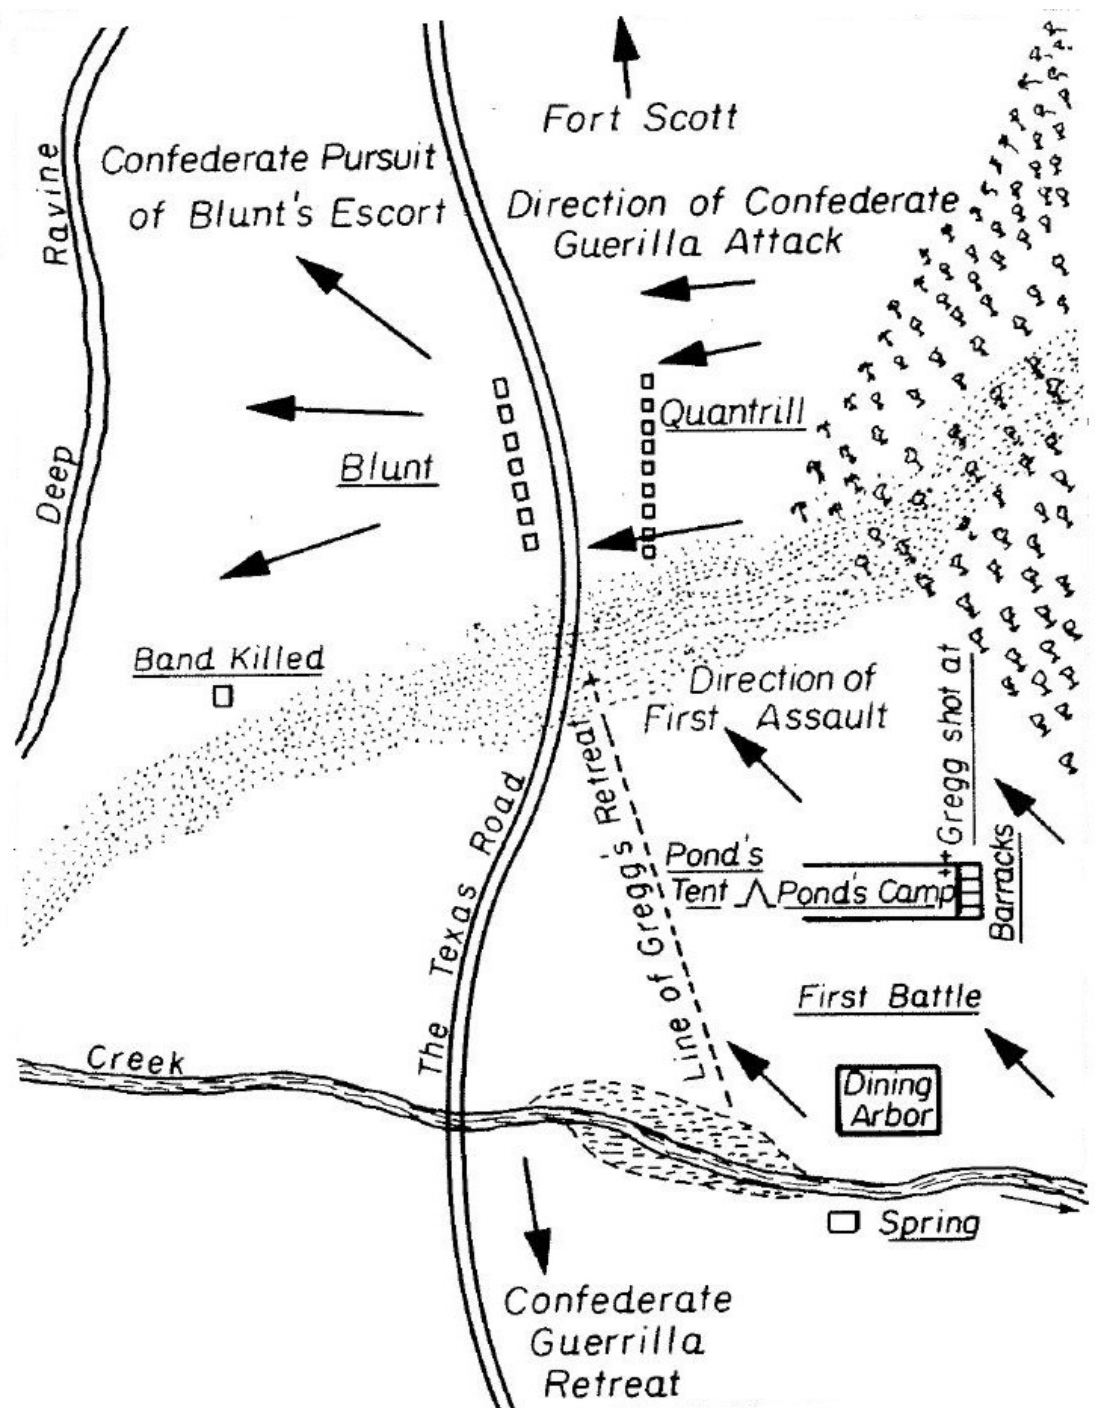 Fort Scott
Confederate Pursuit
of Blunt's Escort
Direction of Confederate
Guerilla Attack
Deep Ravine
Quantrill
Blunt
Band Killed
Direction of
First Assault
Gregg shot at
The Texas Road
Line of Gregg's Retreat
Pond's
Tent
Pond's Camp
Barracks
First Battle
Creek
Dining
Arbor
Spring
Confederate
Guerrilla
Retreat